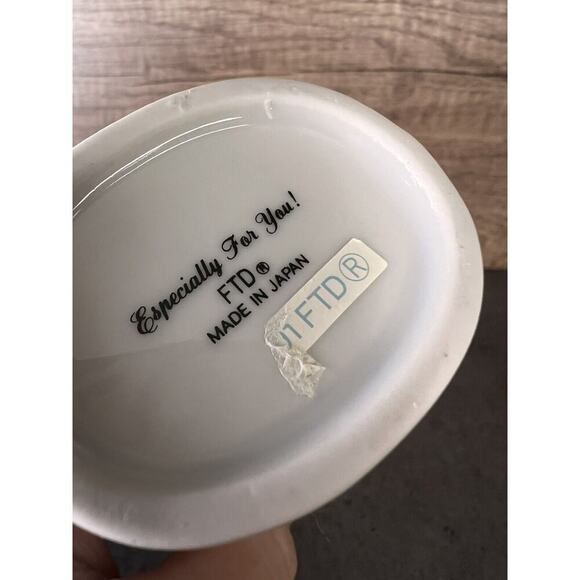 Especially For You!
FTD®
MADE IN JAPAN
01 FTD®